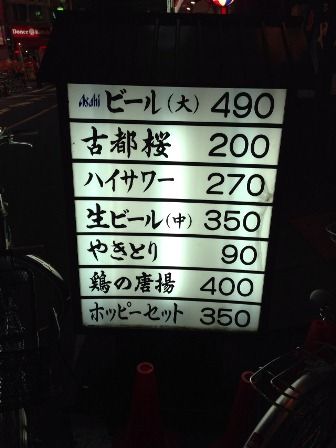 Asahi ビール(大) 490
古都桜 200
ハイサワー 270
生ビール(中) 350
やきとり 90
鶏の唐揚 400
ホッピーセット 350